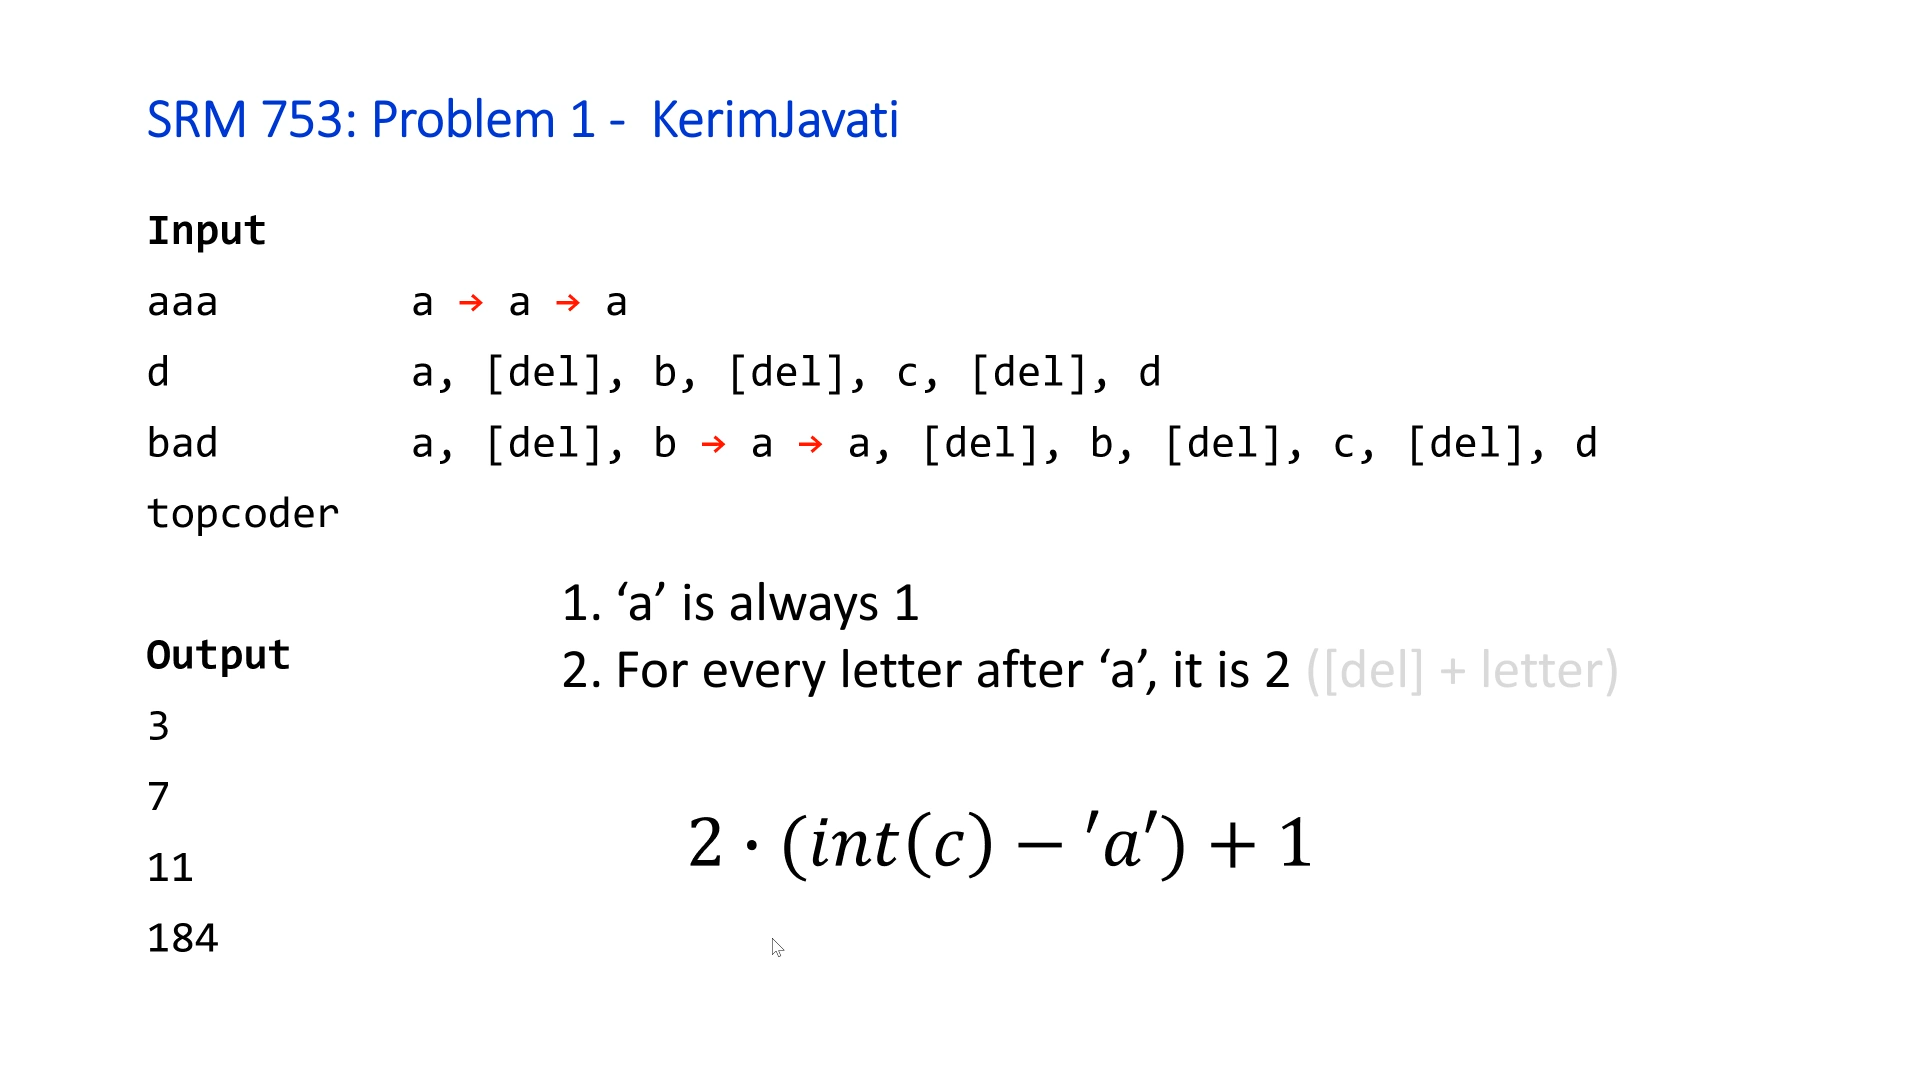 SRM 753: Problem 1 - KerimJavati
Input
aaa a → a → a
d a, [del], b, [del], c, [del], d
bad a, [del], b → a → a, [del], b, [del], c, [del], d
topcoder
1. ‘a’ is always 1
2. For every letter after ‘a’, it is 2 ([del] + letter)
Output
3
7
2 · (int(c) − ′a′) + 1
11
184